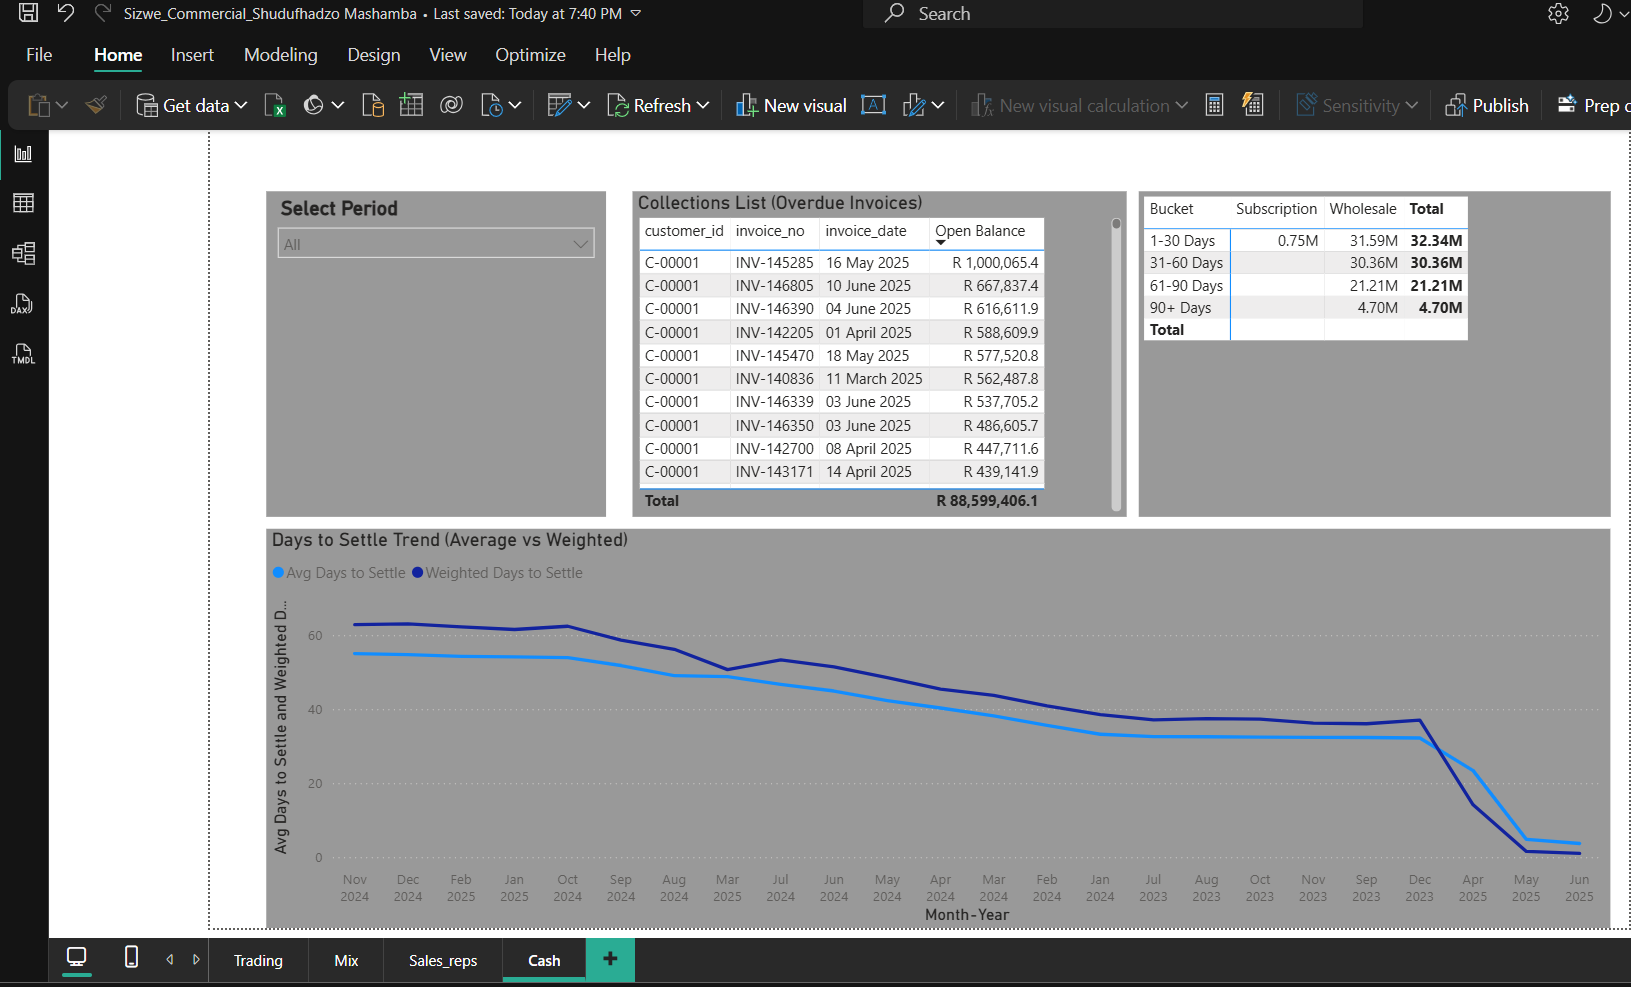 Sizwe_Commercial_Shudufhadzo Mashamba • Last saved: Today at 7:40 PM
Search
File Home Insert Modeling Design View Optimize Help
Get data Refresh New visual A New visual calculation Sensitivity Publish Prep
DAX
TMDL
Select Period
All
Collections List (Overdue Invoices)
customer_id invoice_no invoice_date Open Balance
C-00001 INV-145285 16 May 2025 R 1,000,065.4
C-00001 INV-146805 10 June 2025 R 667,837.4
C-00001 INV-146390 04 June 2025 R 616,611.9
C-00001 INV-142205 01 April 2025 R 588,609.9
C-00001 INV-145470 18 May 2025 R 577,520.8
C-00001 INV-140836 11 March 2025 R 562,487.8
C-00001 INV-146339 03 June 2025 R 537,705.2
C-00001 INV-146350 03 June 2025 R 486,605.7
C-00001 INV-142700 08 April 2025 R 447,711.6
C-00001 INV-143171 14 April 2025 R 439,141.9
Total R 88,599,406.1
Bucket Subscription Wholesale Total
1-30 Days 0.75M 31.59M 32.34M
31-60 Days 30.36M 30.36M
61-90 Days 21.21M 21.21M
90+ Days 4.70M 4.70M
Total
Days to Settle Trend (Average vs Weighted)
Avg Days to Settle Weighted Days to Settle
Avg Days to Settle and Weighted D...
60
40
20
0
Nov 2024 Dec 2024 Feb 2025 Jan 2025 Oct 2024 Sep 2024 Aug 2024 Mar 2025 Jul 2024 Jun 2024 May 2024 Apr 2024 Mar 2024 Feb 2024 Jan 2024 Jul 2023 Aug 2023 Oct 2023 Nov 2023 Sep 2023 Dec 2023 Apr 2025 May 2025 Jun 2025
Month-Year
Trading Mix Sales_reps Cash +